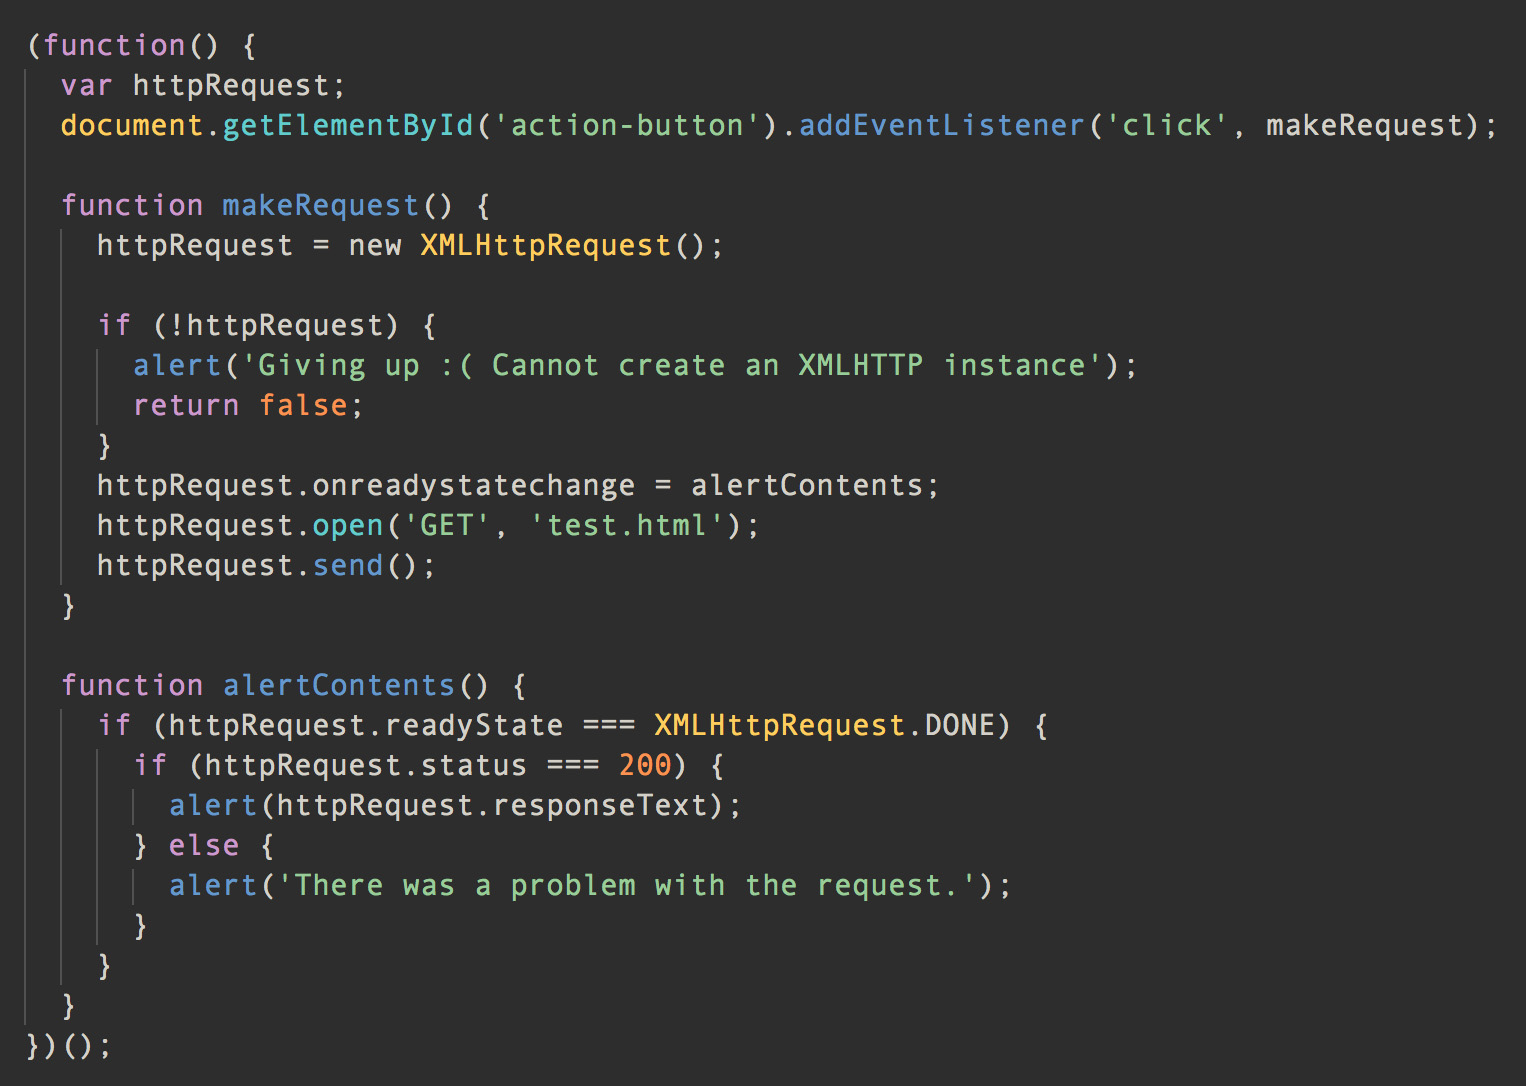 (function() {
  var httpRequest;
  document.getElementById('action-button').addEventListener('click', makeRequest);

  function makeRequest() {
    httpRequest = new XMLHttpRequest();

    if (!httpRequest) {
      alert('Giving up :( Cannot create an XMLHTTP instance');
      return false;
    }
    httpRequest.onreadystatechange = alertContents;
    httpRequest.open('GET', 'test.html');
    httpRequest.send();
  }

  function alertContents() {
    if (httpRequest.readyState === XMLHttpRequest.DONE) {
      if (httpRequest.status === 200) {
        alert(httpRequest.responseText);
      } else {
        alert('There was a problem with the request.');
      }
    }
  }
})();